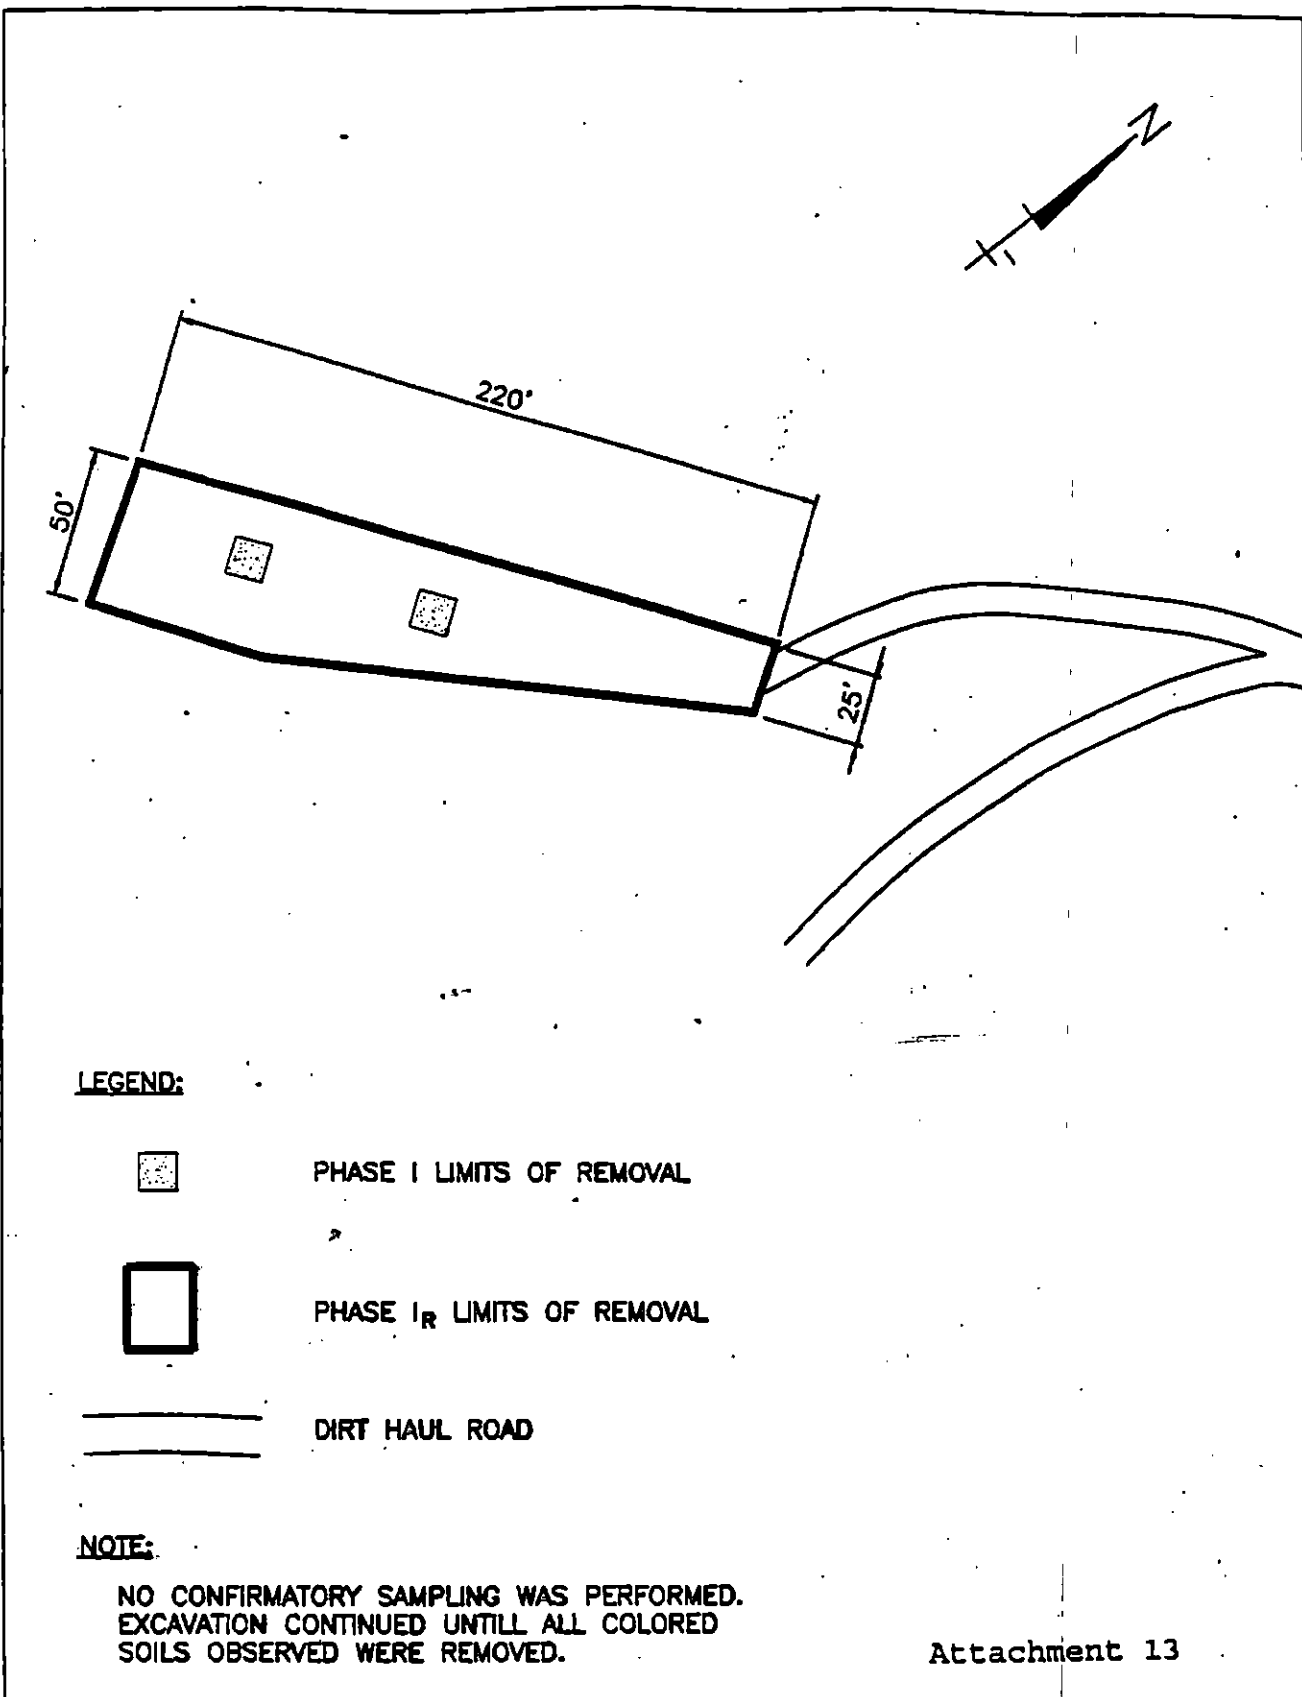 N
220'
50'
25'
LEGEND:
PHASE I LIMITS OF REMOVAL
PHASE IR LIMITS OF REMOVAL
DIRT HAUL ROAD
NOTE:
NO CONFIRMATORY SAMPLING WAS PERFORMED.
EXCAVATION CONTINUED UNTILL ALL COLORED
SOILS OBSERVED WERE REMOVED.
Attachment 13